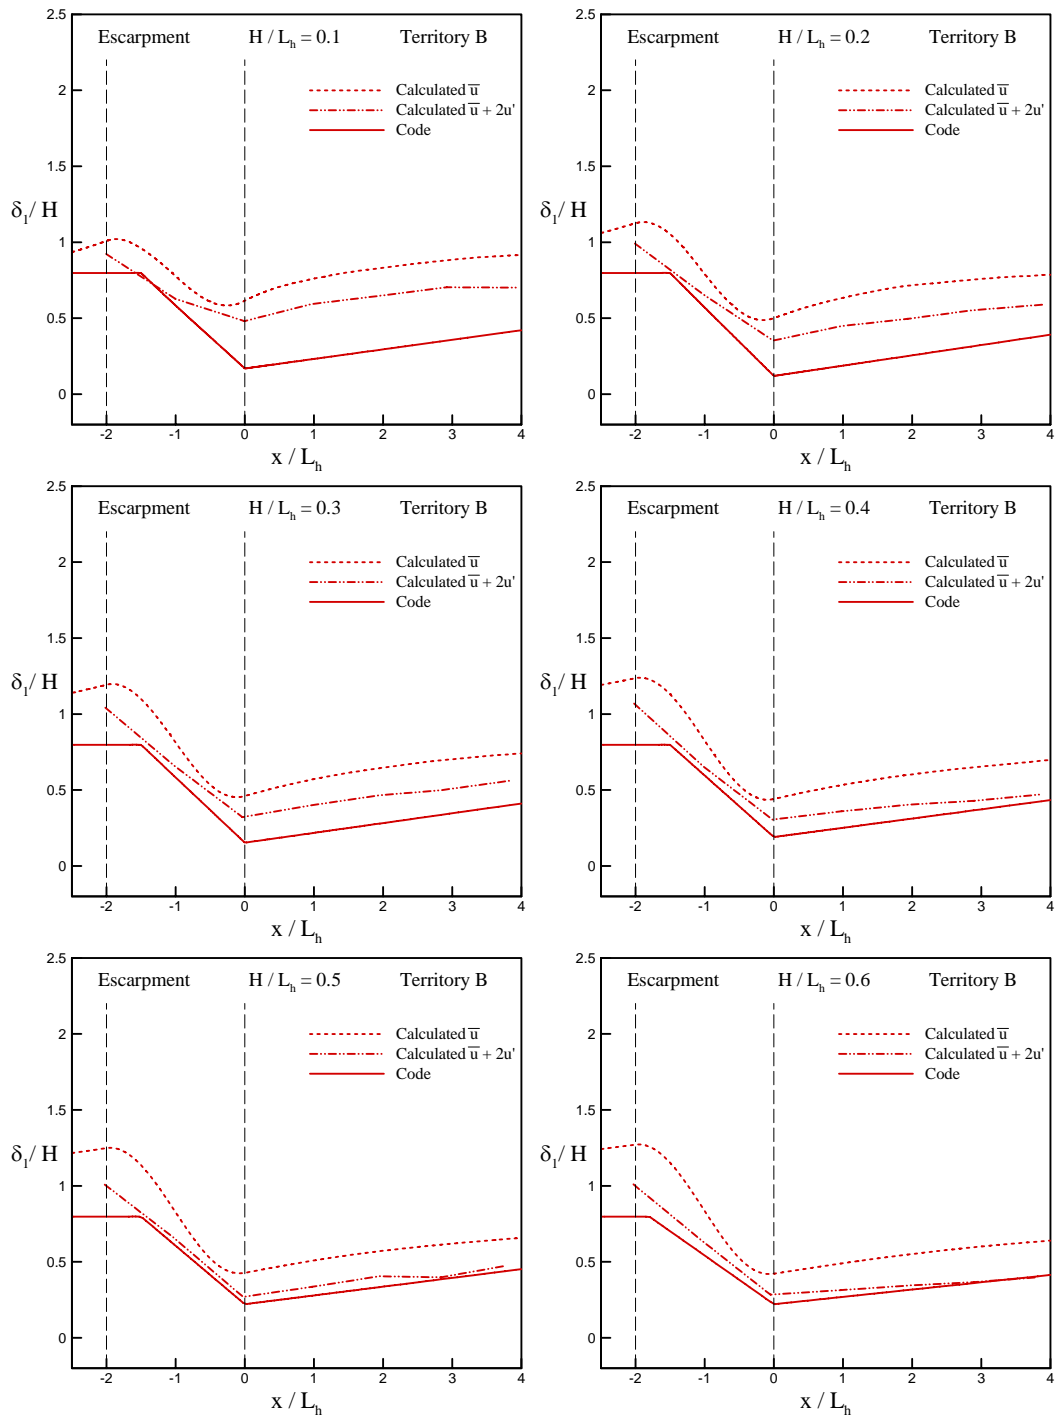 Escarpment H / Lₕ = 0.1 Territory B
Calculated u̅
Calculated u̅ + 2u'
Code
2.5
2
1.5
1
0.5
0
δ₁/ H
-2 -1 0 1 2 3 4
x / Lₕ
Escarpment H / Lₕ = 0.2 Territory B
Calculated u̅
Calculated u̅ + 2u'
Code
2.5
2
1.5
1
0.5
0
δ₁/ H
-2 -1 0 1 2 3 4
x / Lₕ
Escarpment H / Lₕ = 0.3 Territory B
Calculated u̅
Calculated u̅ + 2u'
Code
2.5
2
1.5
1
0.5
0
δ₁/ H
-2 -1 0 1 2 3 4
x / Lₕ
Escarpment H / Lₕ = 0.4 Territory B
Calculated u̅
Calculated u̅ + 2u'
Code
2.5
2
1.5
1
0.5
0
δ₁/ H
-2 -1 0 1 2 3 4
x / Lₕ
Escarpment H / Lₕ = 0.5 Territory B
Calculated u̅
Calculated u̅ + 2u'
Code
2.5
2
1.5
1
0.5
0
δ₁/ H
-2 -1 0 1 2 3 4
x / Lₕ
Escarpment H / Lₕ = 0.6 Territory B
Calculated u̅
Calculated u̅ + 2u'
Code
2.5
2
1.5
1
0.5
0
δ₁/ H
-2 -1 0 1 2 3 4
x / Lₕ